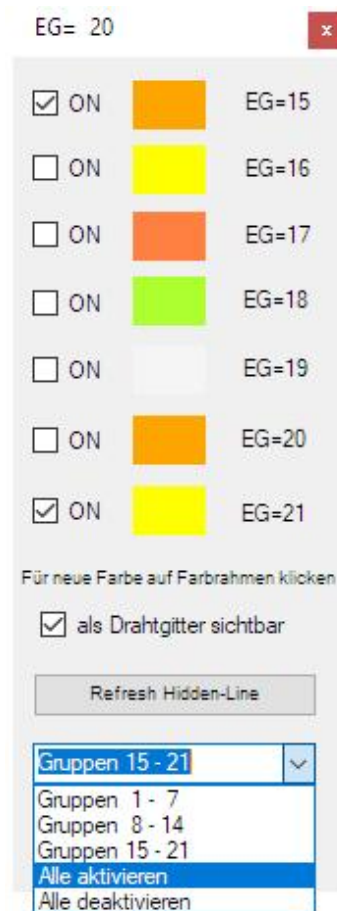 EG= 20
x
ON EG=15
ON EG=16
ON EG=17
ON EG=18
ON EG=19
ON EG=20
ON EG=21
Für neue Farbe auf Farbrahmen klicken
als Drahtgitter sichtbar
Refresh Hidden-Line
Gruppen 15 - 21
Gruppen 1 - 7
Gruppen 8 - 14
Gruppen 15 - 21
Alle aktivieren
Alle deaktivieren